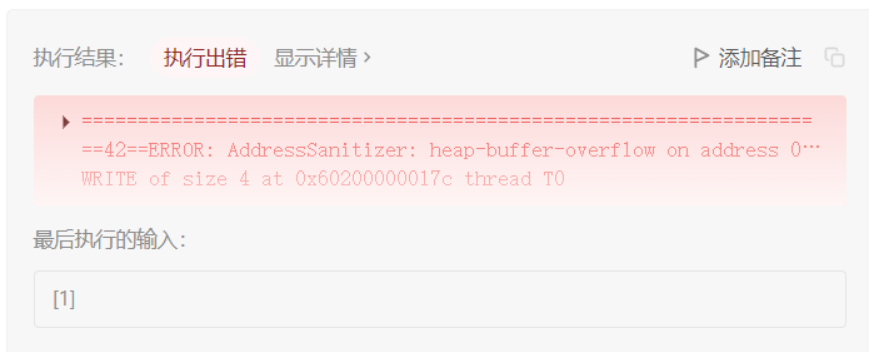 执行结果： 执行出错 显示详情 › 添加备注
=================================================================
==42==ERROR: AddressSanitizer: heap-buffer-overflow on address 0…
WRITE of size 4 at 0x60200000017c thread T0
最后执行的输入：
[1]